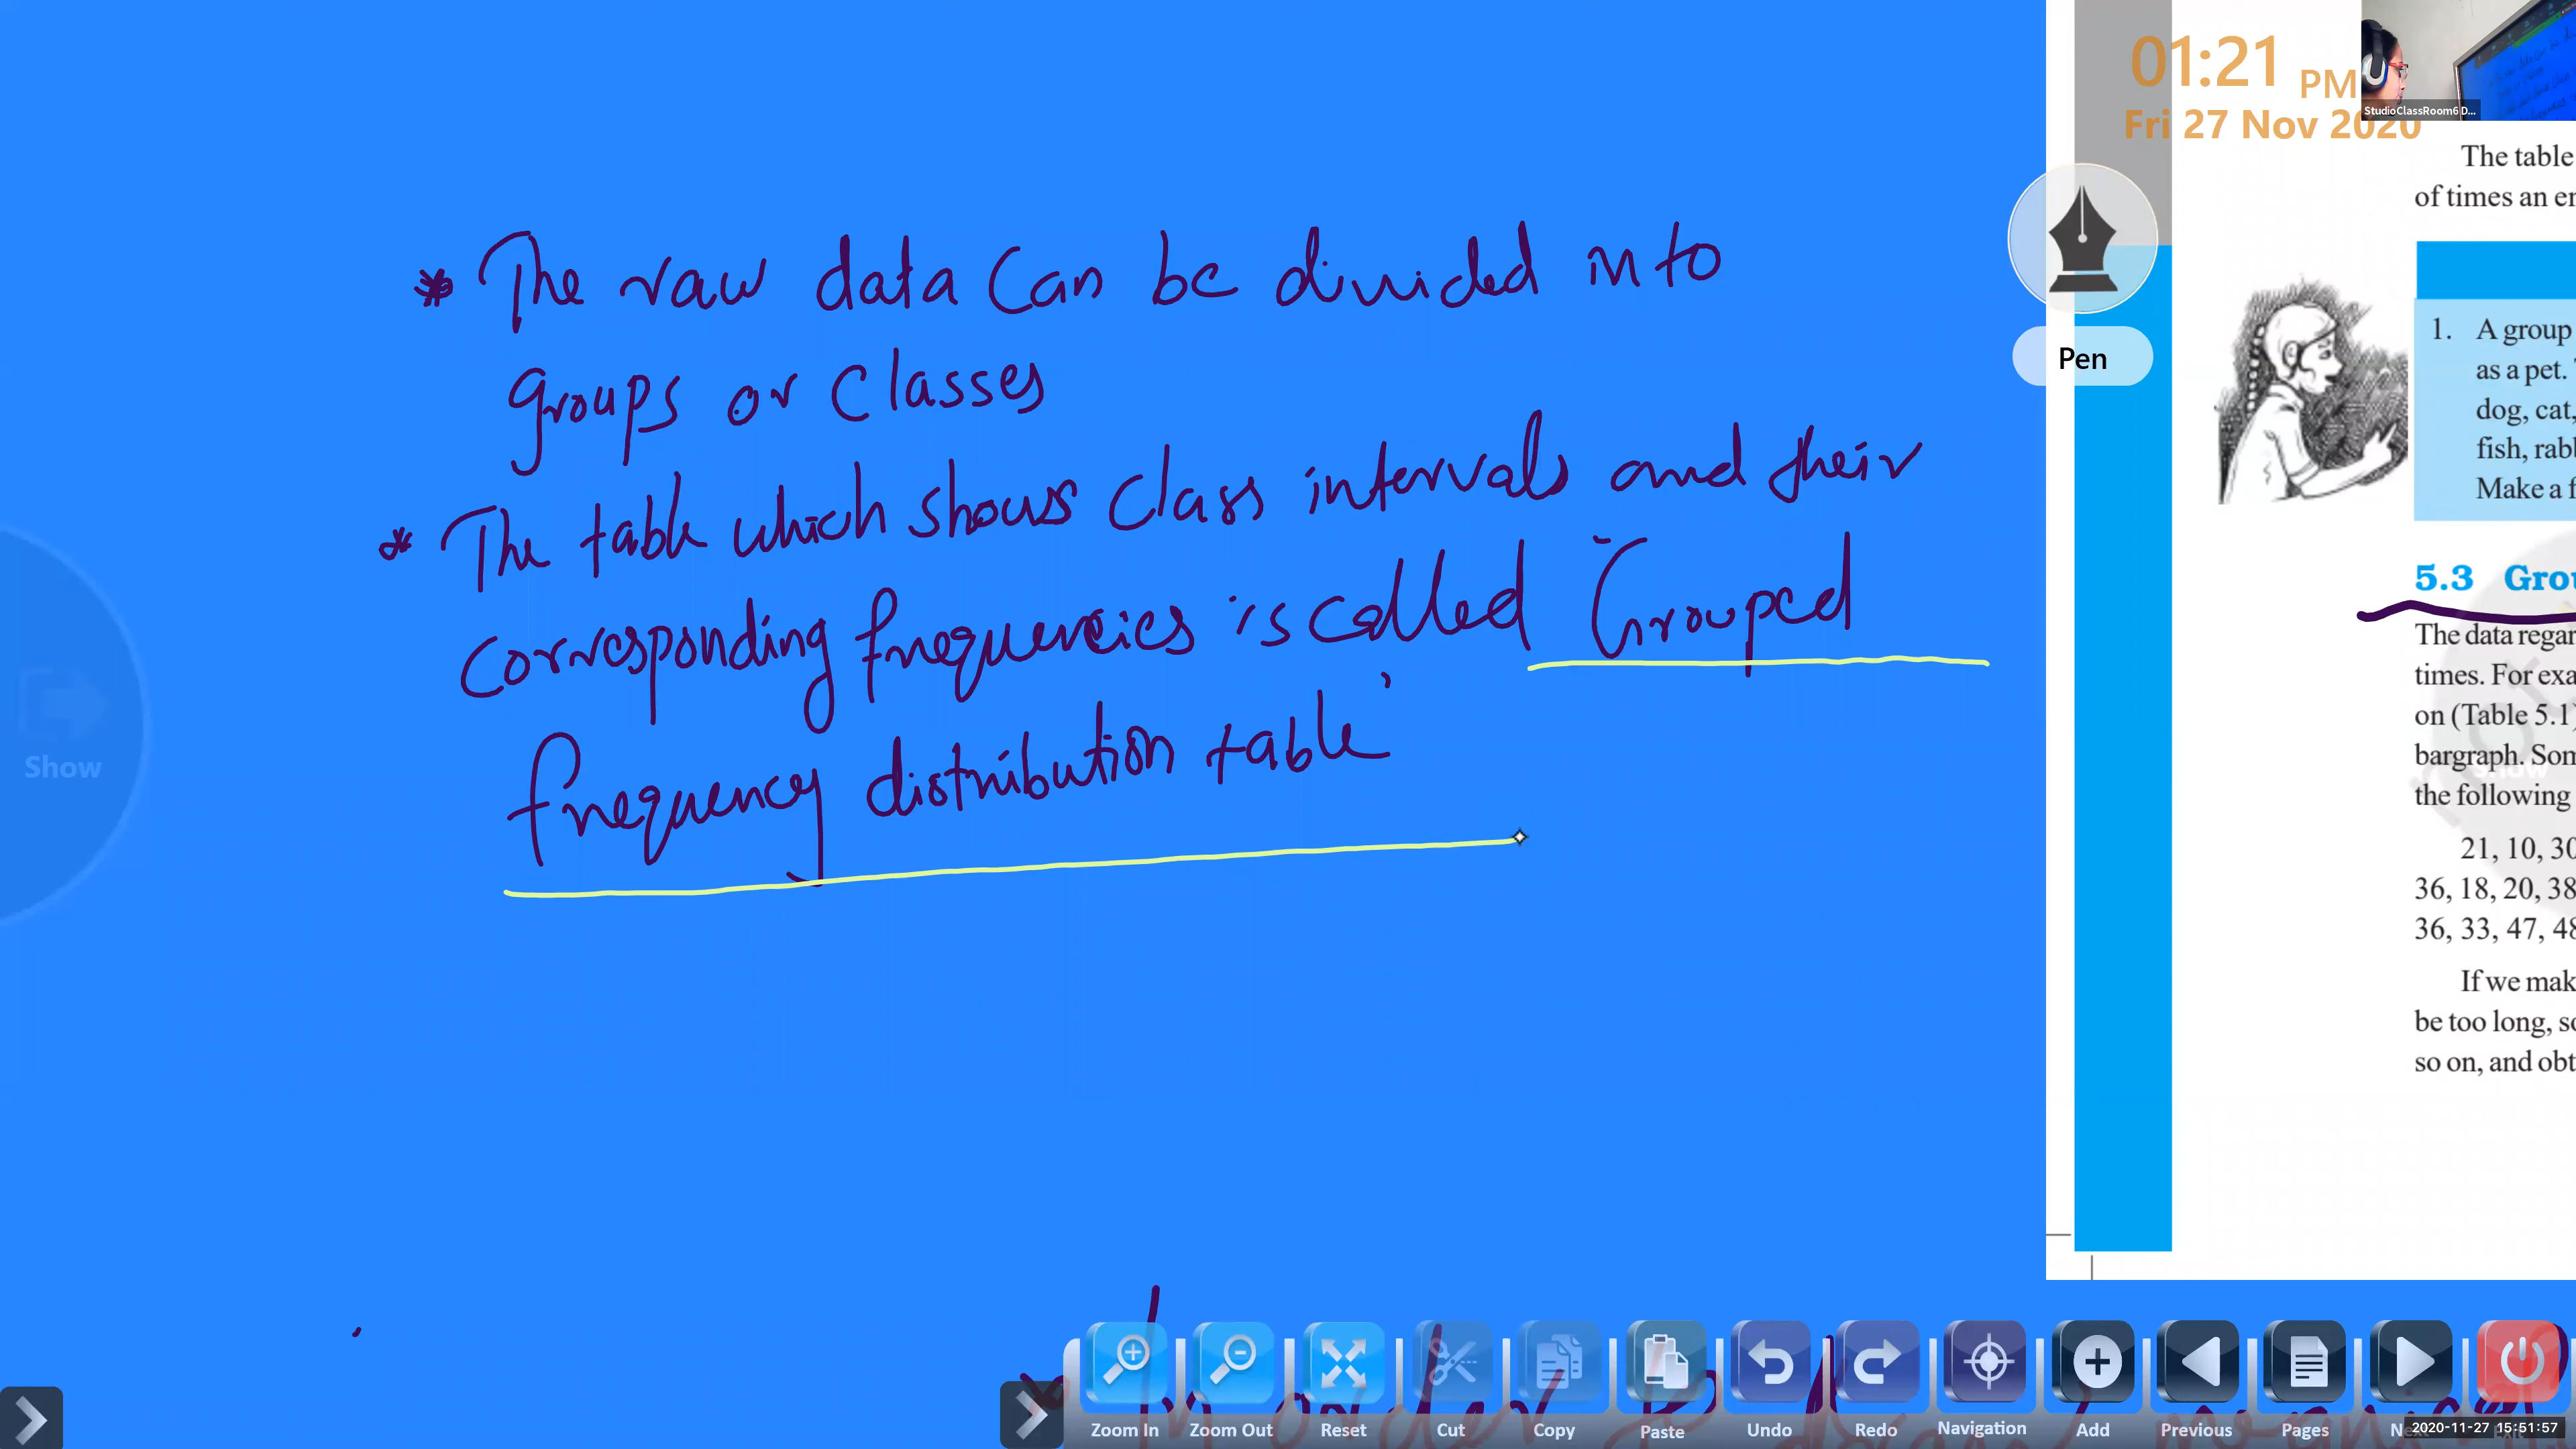 01:21 PM
Fri 27 Nov 2020
StudioClassRoom6 D...
* The raw data Can be divided into
groups or Classes
* The table which shows Class intervals and their
corresponding frequencies is called "Grouped
frequency distribution table"
Show
Pen
The table
of times an
1. A group
as a pet.
dog, cat,
fish, rab
Make a f
5.3 Grou
The data regar
times. For exa
on (Table 5.1)
bargraph. Som
the following
21, 10, 30
36, 18, 20, 38
36, 33, 47, 48
If we mak
be too long, so
so on, and obt
Zoom In
Zoom Out
Reset
Cut
Copy
Paste
Undo
Redo
Navigation
Add
Previous
Pages
2020-11-27 15:51:57